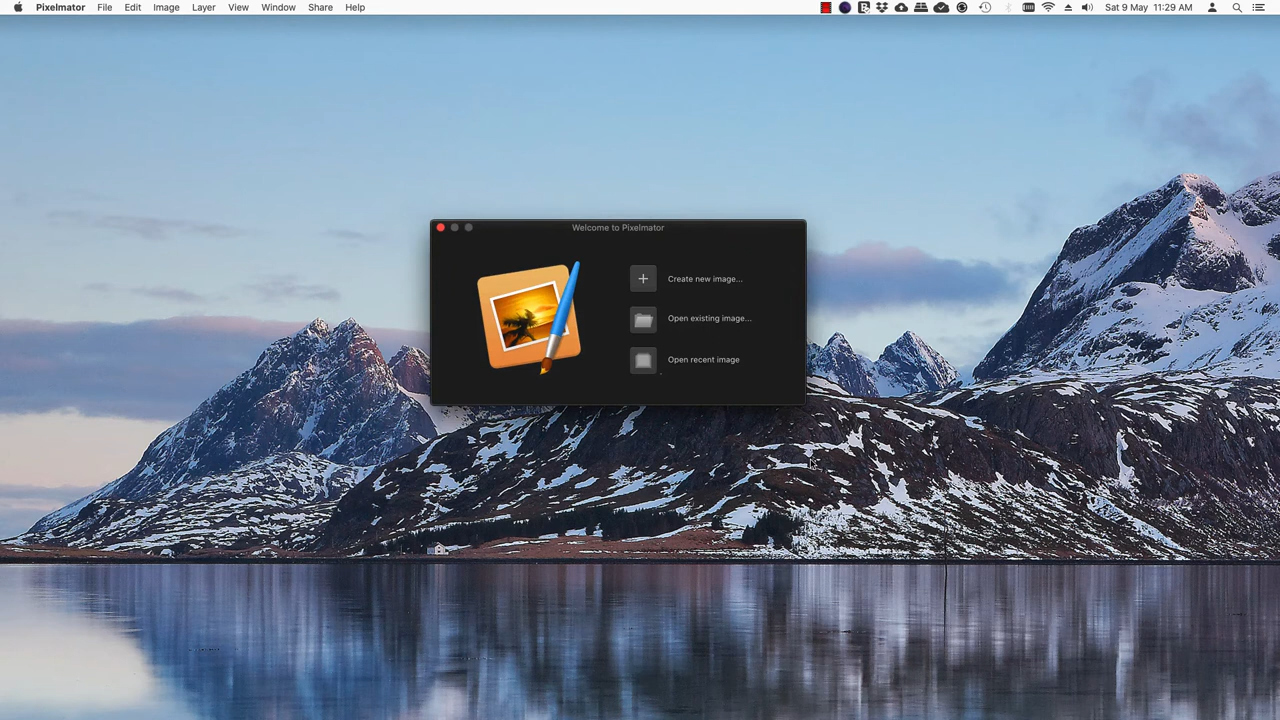 Pixelmator File Edit Image Layer View Window Share Help Sat 9 May 11:29 AM
Welcome to Pixelmator
Create new image...
Open existing image...
Open recent image